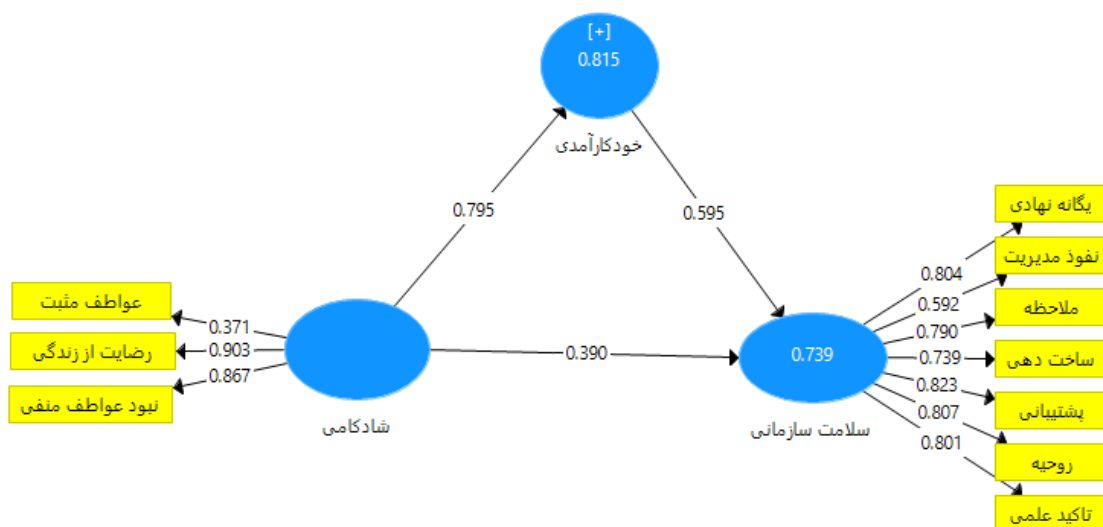 [+]
0.815
خودکارآمدی
0.795
0.595
یگانه نهادی
نفوذ مدیریت
ملاحظه
ساخت دهی
پشتیبانی
روحیه
تاکید علمی
0.804
0.592
0.790
0.739
0.823
0.807
0.801
عواطف مثبت
رضایت از زندگی
نبود عواطف منفی
0.371
0.903
0.867
0.390
0.739
شادکامی
سلامت سازمانی